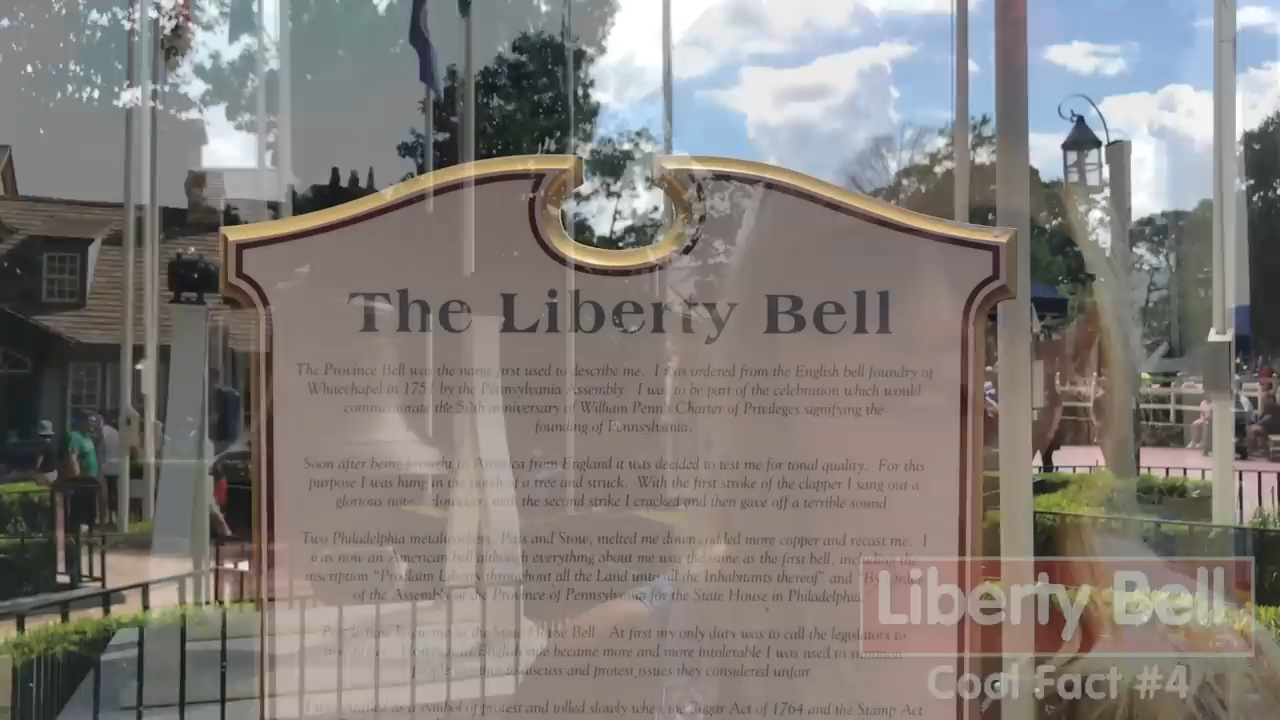 The Liberty Bell
The Province Bell was the name first used to describe me. I was ordered from the English bell foundry of
Whitechapel in 1751 by the Pennsylvania Assembly. I was to be part of the celebration which would
commemorate the 50th anniversary of William Penn's Charter of Privileges signifying the
founding of Pennsylvania.
Soon after being brought to America from England it was decided to test me for tonal quality. For this
purpose I was hung in the of a tree and struck. With the first stroke of the clapper I sang out a
glorious note. However, with the second strike I cracked and then gave off a terrible sound
Two Philadelphia metalworkers, Pass and Stow, melted me down, added more copper and recast me. I
was now an American bell although everything about me was the same as the first bell, including the
inscription "Proclaim Liberty throughout all the Land unto all the Inhabitants thereof" and "By
of the Assembly of the Province of Pennsylvania for the State House in Philadelphia.
People now knew me as the State House Bell. At first my only duty was to call the legislators to
rule became more and more intolerable I was used to summon
people together to discuss and protest issues they considered unfair.
I was as a symbol of protest and tolled slowly when the Sugar Act of 1764 and the Stamp Act
Liberty Bell
Cool Fact #4